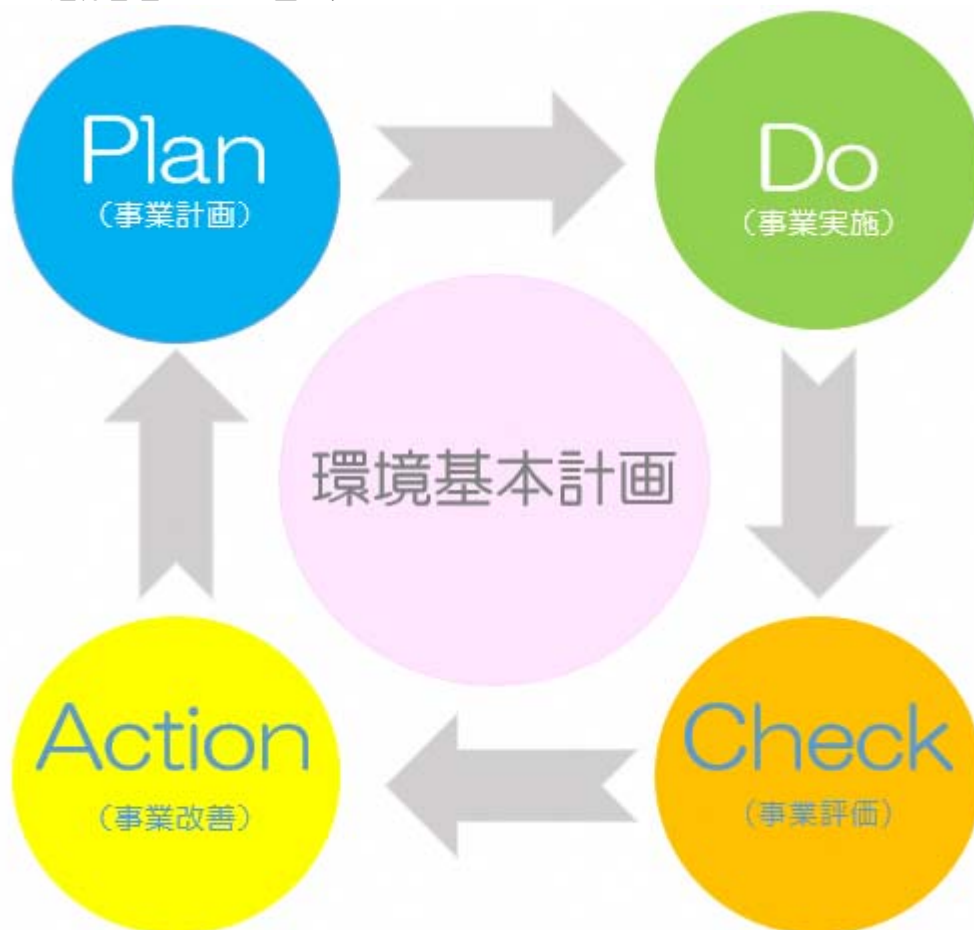 Plan
(事業計画)
Do
(事業実施)
環境基本計画
Action
(事業改善)
Check
(事業評価)